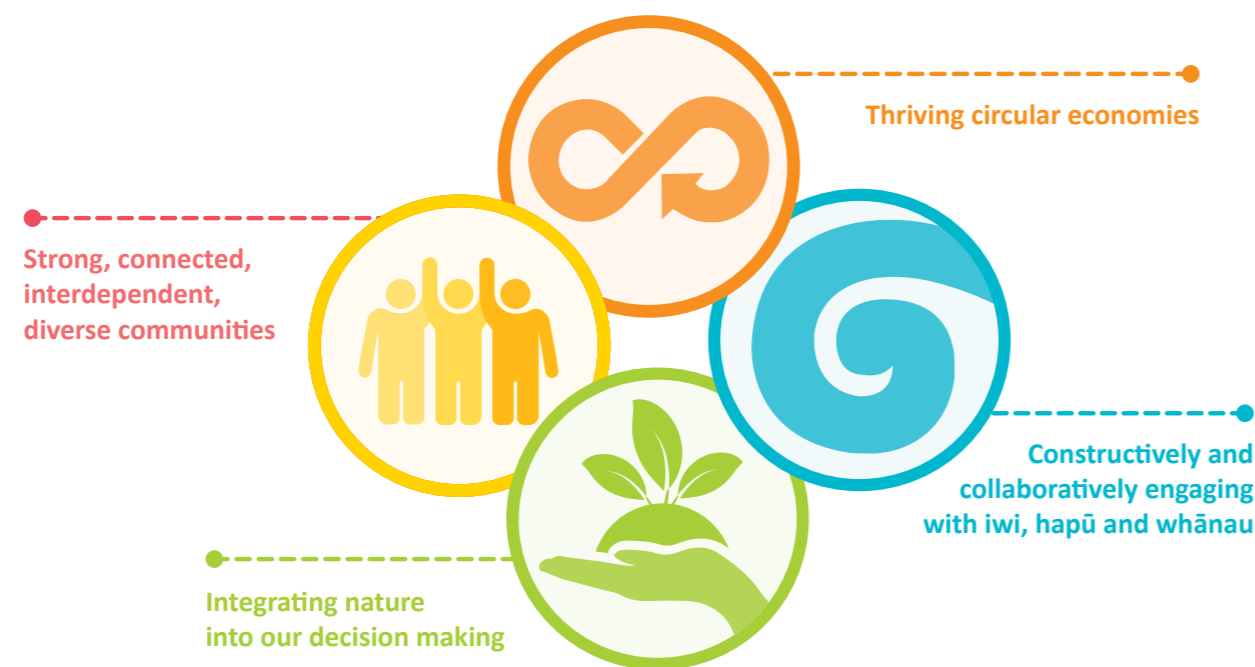 Thriving circular economies
Strong, connected,
interdependent,
diverse communities
Constructively and
collaboratively engaging
with iwi, hapū and whānau
Integrating nature
into our decision making